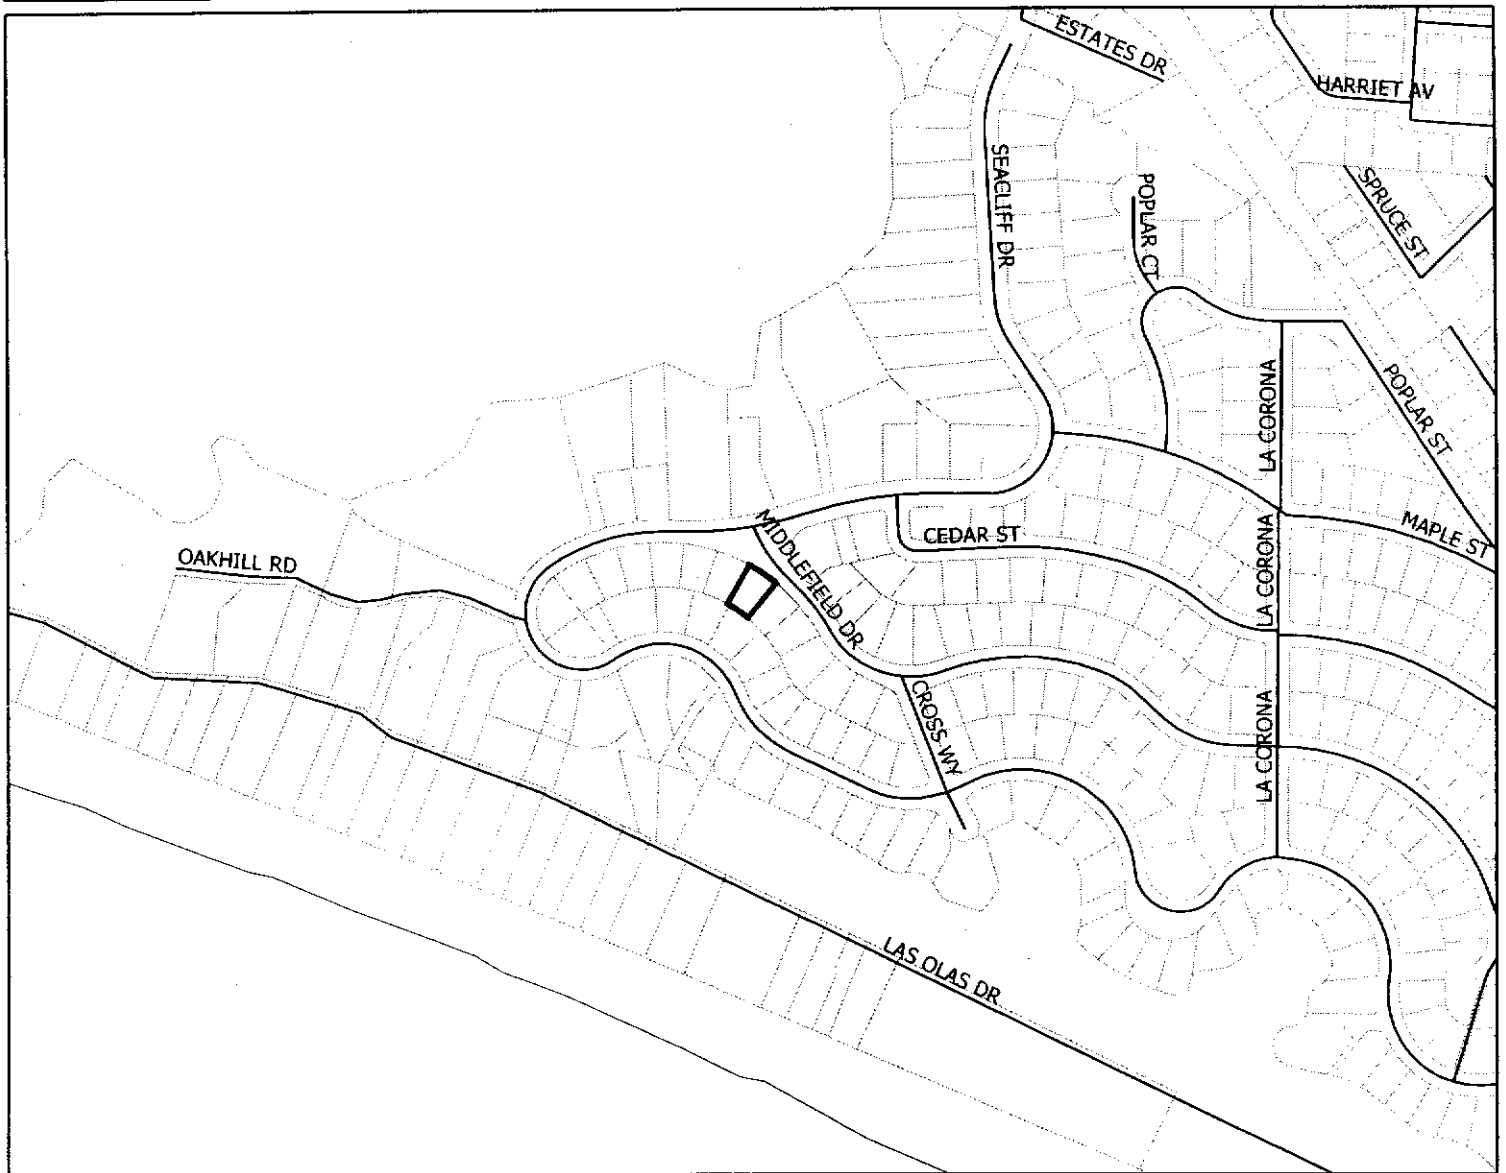 ESTATES DR
HARRIET AV
SEACLIFF DR
POPLAR CT
SPRUCE ST
LA CORONA
POPLAR ST
MIDDLEFIELD DR
CEDAR ST
LA CORONA
MAPLE ST
OAKHILL RD
CROSS WY
LA CORONA
LAS OLAS DR